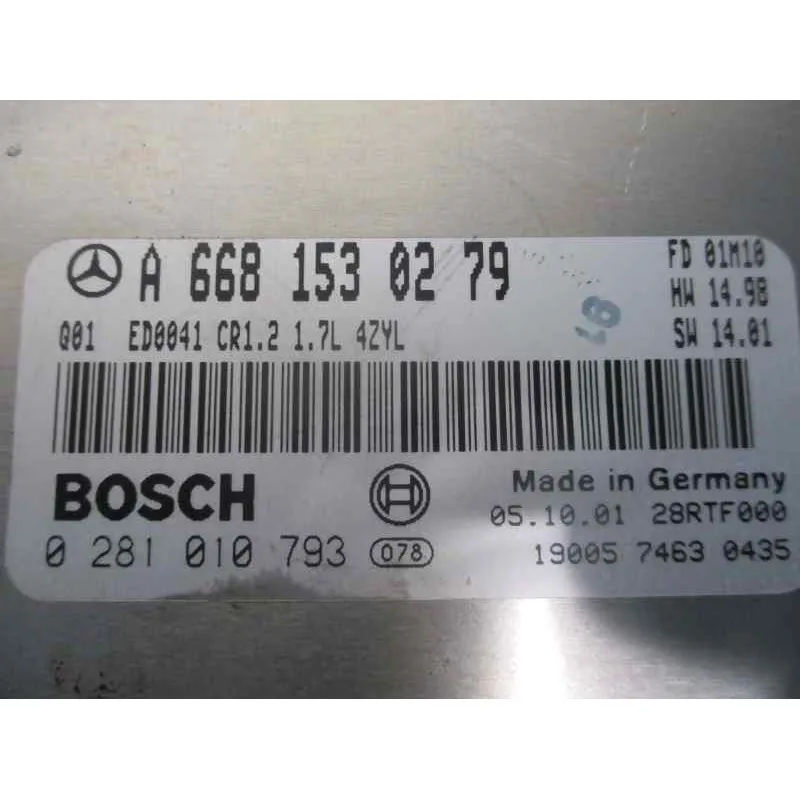 A 668 153 02 79
FD 01M10
HW 14.98
SW 14.01
Q01 ED0041 CR1.2 1.7L 4ZYL
BOSCH
Made in Germany
05.10.01 28RTF000
0 281 010 793 078
19005 7463 0435